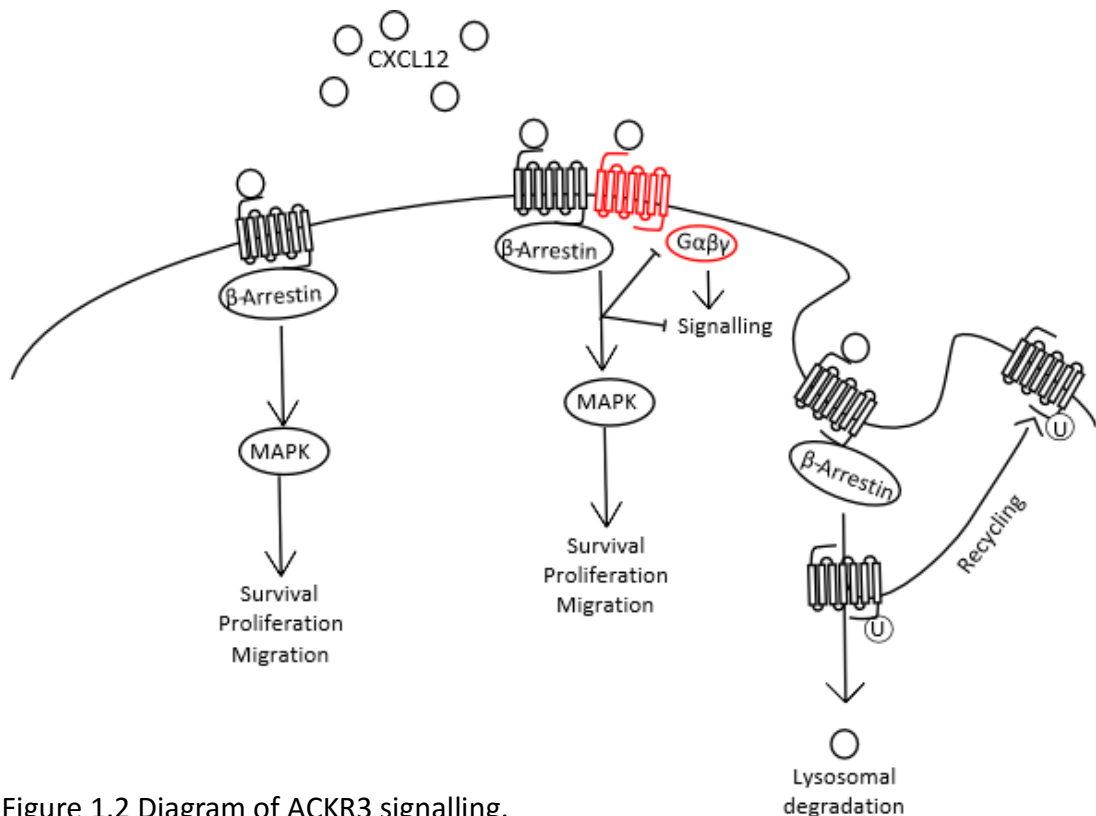 CXCL12
β-Arrestin
MAPK
Survival
Proliferation
Migration
β-Arrestin
Gαβγ
Signalling
MAPK
Survival
Proliferation
Migration
β-Arrestin
U
Recycling
U
Lysosomal
degradation
Figure 1.2 Diagram of ACKR3 signalling.